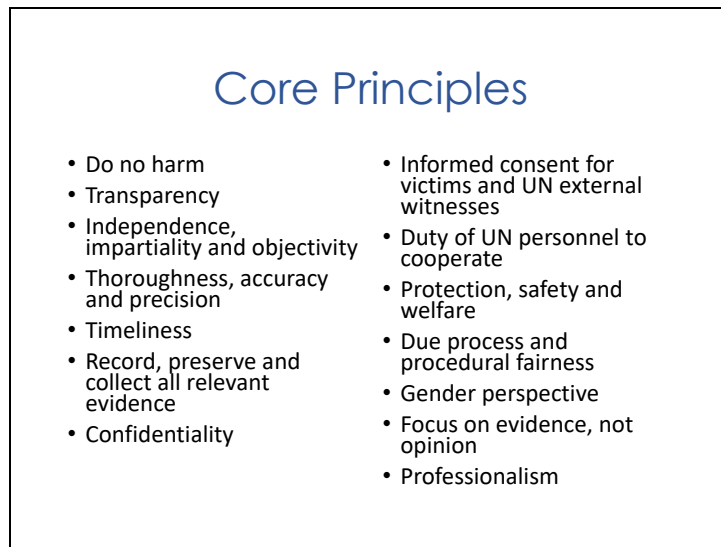 Core Principles
• Do no harm
• Transparency
• Independence,
impartiality and objectivity
• Thoroughness, accuracy
and precision
• Timeliness
• Record, preserve and
collect all relevant
evidence
• Confidentiality
• Informed consent for
victims and UN external
witnesses
• Duty of UN personnel to
cooperate
• Protection, safety and
welfare
• Due process and
procedural fairness
• Gender perspective
• Focus on evidence, not
opinion
• Professionalism